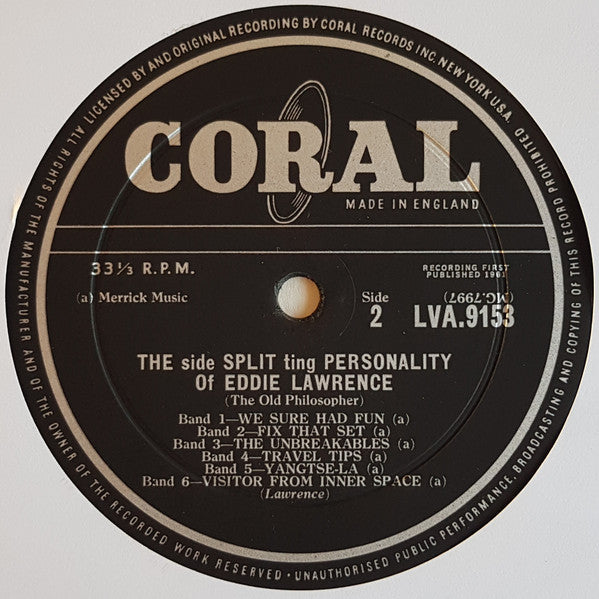 ALL RIGHTS OF THE MANUFACTURER AND OF THE OWNER OF THE RECORDED WORK RESERVED · UNAUTHORISED PUBLIC PERFORMANCE, BROADCASTING AND COPYING OF THIS RECORD PROHIBITED
LICENSED BY AND ORIGINAL RECORDING BY CORAL RECORDS INC. NEW YORK U.S.A.
CORAL
MADE IN ENGLAND
33⅓ R.P.M.
RECORDING FIRST
PUBLISHED 1961
(a) Merrick Music
Side
2
(MG.7997)
LVA.9153
THE side SPLIT ting PERSONALITY
Of EDDIE LAWRENCE
(The Old Philosopher)
Band 1—WE SURE HAD FUN (a)
Band 2—FIX THAT SET (a)
Band 3—THE UNBREAKABLES (a)
Band 4—TRAVEL TIPS (a)
Band 5—YANGTSE-LA (a)
Band 6—VISITOR FROM INNER SPACE (a)
(Lawrence)